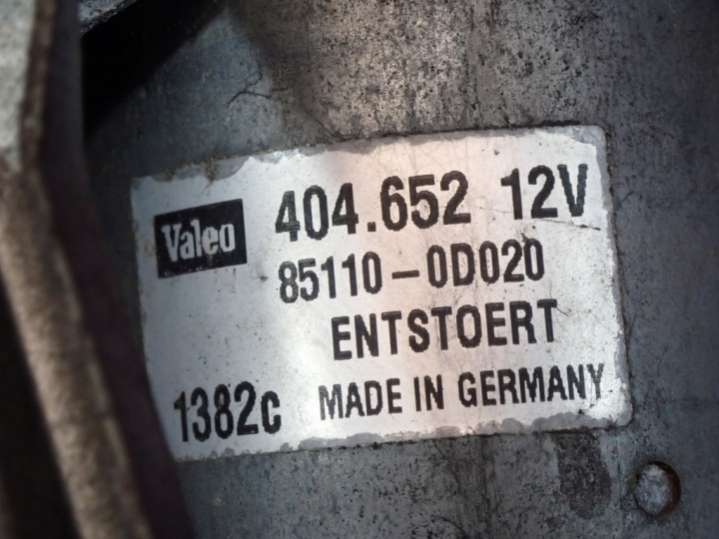 Valeo 404.652 12V
85110-0D020
ENTSTOERT
1382c MADE IN GERMANY